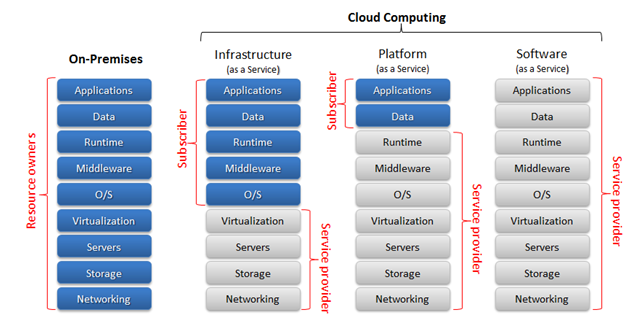 Cloud Computing
On-Premises
Infrastructure
(as a Service)
Platform
(as a Service)
Software
(as a Service)
Resource owners
Applications
Data
Runtime
Middleware
O/S
Virtualization
Servers
Storage
Networking
Subscriber
Applications
Data
Runtime
Middleware
O/S
Virtualization
Servers
Storage
Networking
Service provider
Subscriber
Applications
Data
Runtime
Middleware
O/S
Virtualization
Servers
Storage
Networking
Service provider
Applications
Data
Runtime
Middleware
O/S
Virtualization
Servers
Storage
Networking
Service provider